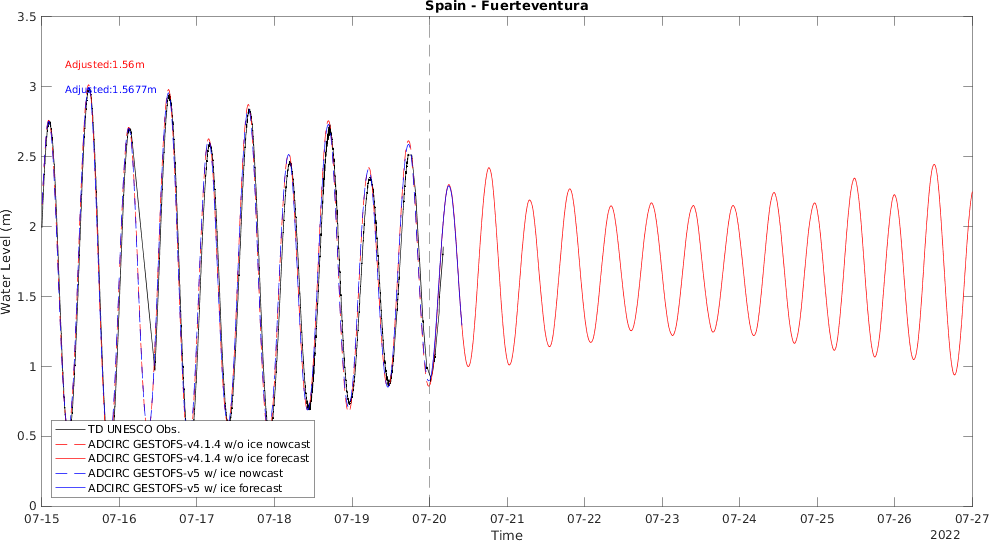 Spain - Fuerteventura
3.5
3
2.5
2
1.5
1
0.5
0
Water Level (m)
Adjusted:1.56m
Adjusted:1.5677m
TD UNESCO Obs.
ADCIRC GESTOFS-v4.1.4 w/o ice nowcast
ADCIRC GESTOFS-v4.1.4 w/o ice forecast
ADCIRC GESTOFS-v5 w/ ice nowcast
ADCIRC GESTOFS-v5 w/ ice forecast
07-15 07-16 07-17 07-18 07-19 07-20 07-21 07-22 07-23 07-24 07-25 07-26 07-27
Time
2022